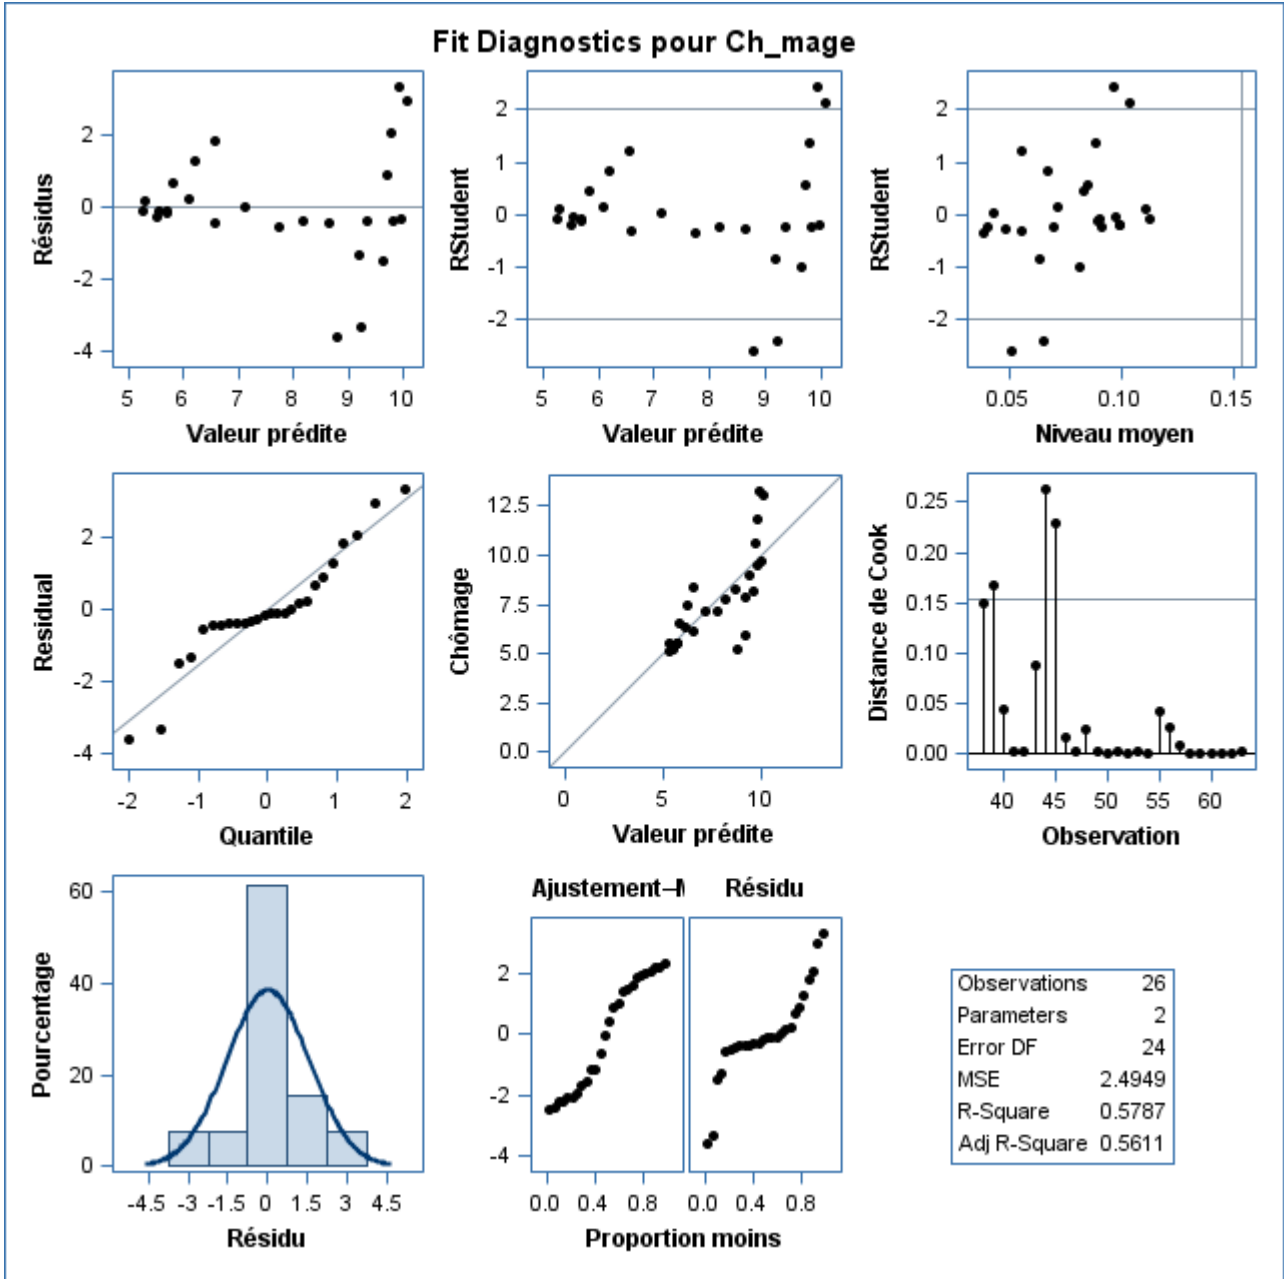 Fit Diagnostics pour Ch_mage
Résidus
2
0
-2
-4
5 6 7 8 9 10
Valeur prédite
RStudent
2
1
0
-1
-2
5 6 7 8 9 10
Valeur prédite
RStudent
2
1
0
-1
-2
0.05 0.10 0.15
Niveau moyen
Residual
2
0
-2
-4
-2 -1 0 1 2
Quantile
Chômage
12.5
10.0
7.5
5.0
2.5
0.0
0 5 10
Valeur prédite
Distance de Cook
0.25
0.20
0.15
0.10
0.05
0.00
40 45 50 55 60
Observation
Pourcentage
60
40
20
0
-4.5 -3 -1.5 0 1.5 3 4.5
Résidu
Ajustement–M Résidu
2
0
-2
-4
0.0 0.4 0.8 0.0 0.4 0.8
Proportion moins
Observations 26
Parameters 2
Error DF 24
MSE 2.4949
R-Square 0.5787
Adj R-Square 0.5611